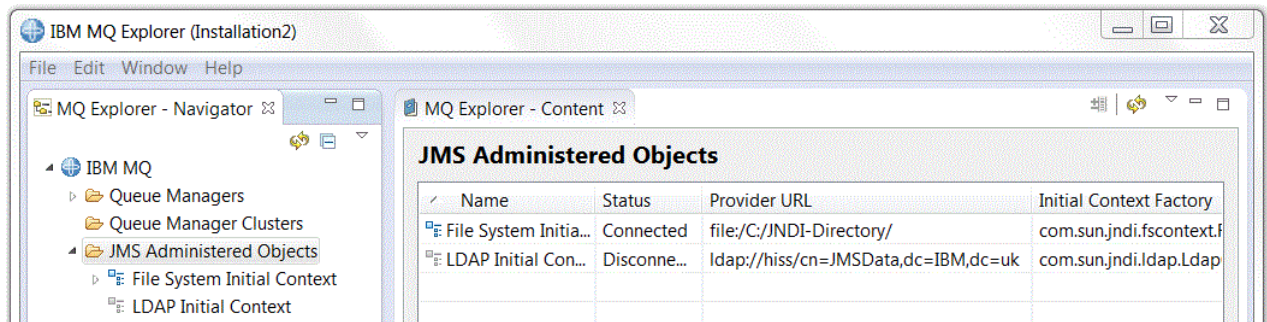 IBM MQ Explorer (Installation2)
File Edit Window Help
MQ Explorer - Navigator
IBM MQ
Queue Managers
Queue Manager Clusters
JMS Administered Objects
File System Initial Context
LDAP Initial Context
MQ Explorer - Content
JMS Administered Objects
Name Status Provider URL Initial Context Factory
File System Initia... Connected file:/C:/JNDI-Directory/ com.sun.jndi.fscontext.F
LDAP Initial Con... Disconne... ldap://hiss/cn=JMSData,dc=IBM,dc=uk com.sun.jndi.ldap.Ldap